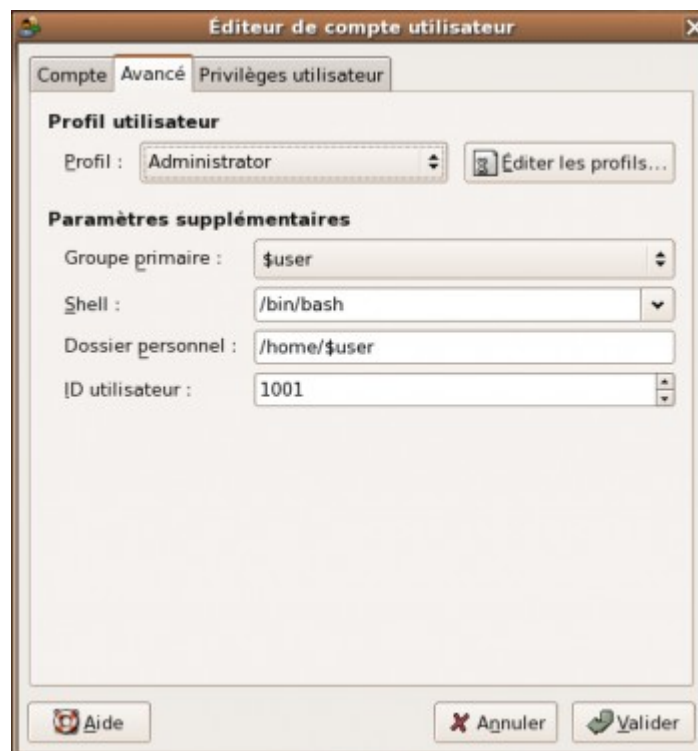 Éditeur de compte utilisateur
Compte Avancé Privilèges utilisateur
Profil utilisateur
Profil : Administrator Éditer les profils...
Paramètres supplémentaires
Groupe primaire : $user
Shell : /bin/bash
Dossier personnel : /home/$user
ID utilisateur : 1001
Aide Annuler Valider